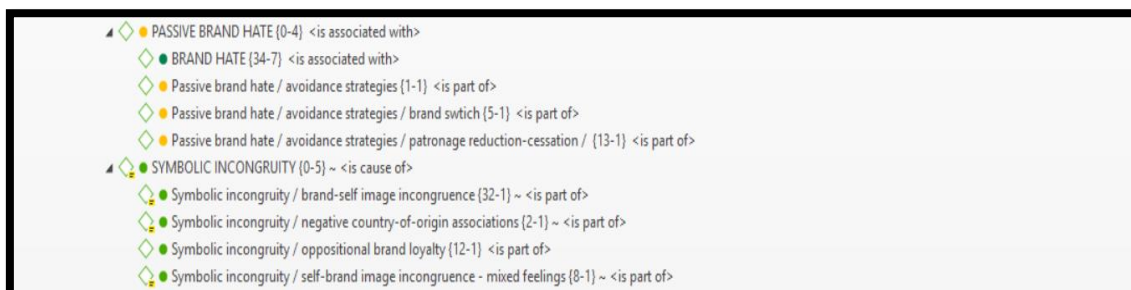 PASSIVE BRAND HATE {0-4} <is associated with>
BRAND HATE {34-7} <is associated with>
Passive brand hate / avoidance strategies {1-1} <is part of>
Passive brand hate / avoidance strategies / brand swtich {5-1} <is part of>
Passive brand hate / avoidance strategies / patronage reduction-cessation / {13-1} <is part of>
SYMBOLIC INCONGRUITY {0-5} ~ <is cause of>
Symbolic incongruity / brand-self image incongruence {32-1} ~ <is part of>
Symbolic incongruity / negative country-of-origin associations {2-1} ~ <is part of>
Symbolic incongruity / oppositional brand loyalty {12-1} <is part of>
Symbolic incongruity / self-brand image incongruence - mixed feelings {8-1} ~ <is part of>